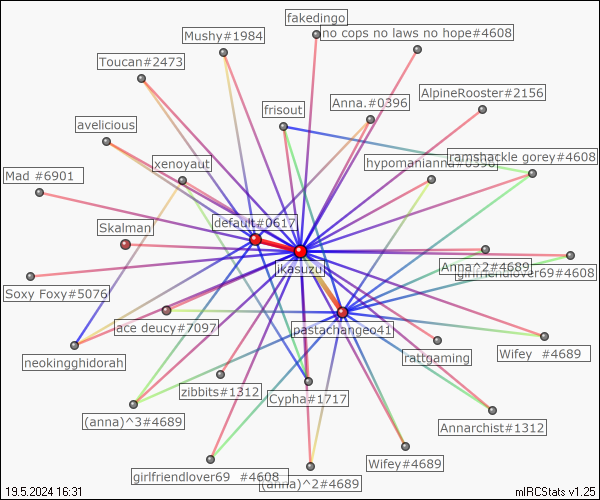 fakedingo
no cops no laws no hope#4608
Mushy#1984
Toucan#2473
AlpineRooster#2156
frisout
Anna.#0396
avelicious
xenoyaut
hypomanianna#0396
ramshackle gorey#4608
Mad #6901
default#0617
Skalman
jkasuzu
Anna^2#4689
girlfriendlover69#4608
Soxy Foxy#5076
ace deucy#7097
pastachangeo41
neokingghidorah
rattgaming
Wifey  #4689
zibbits#1312
Cypha#1717
(anna)^3#4689
Annarchist#1312
Wifey#4689
girlfriendlover69  #4608
(anna)^2#4689
19.5.2024 16:31
mIRCStats v1.25